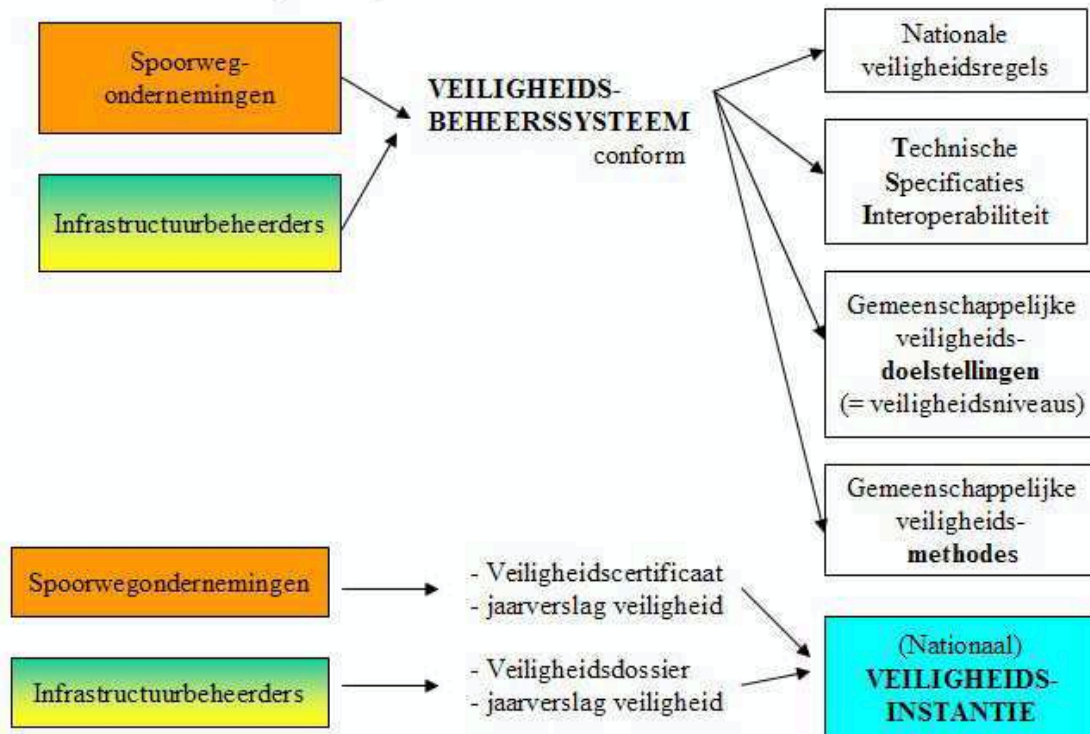 Spoorweg-
ondernemingen
Infrastructuurbeheerders
VEILIGHEIDS-
BEHEERSSYSTEEM
conform
Nationale
veiligheidsregels
Technische
Specificaties
Interoperabiliteit
Gemeenschappelijke
veiligheids-
doelstellingen
(= veiligheidsniveaus)
Gemeenschappelijke
veiligheids-
methodes
Spoorwegondernemingen
- Veiligheidscertificaat
- jaarverslag veiligheid
Infrastructuurbeheerders
- Veiligheidsdossier
- jaarverslag veiligheid
(Nationaal)
VEILIGHEIDS-
INSTANTIE